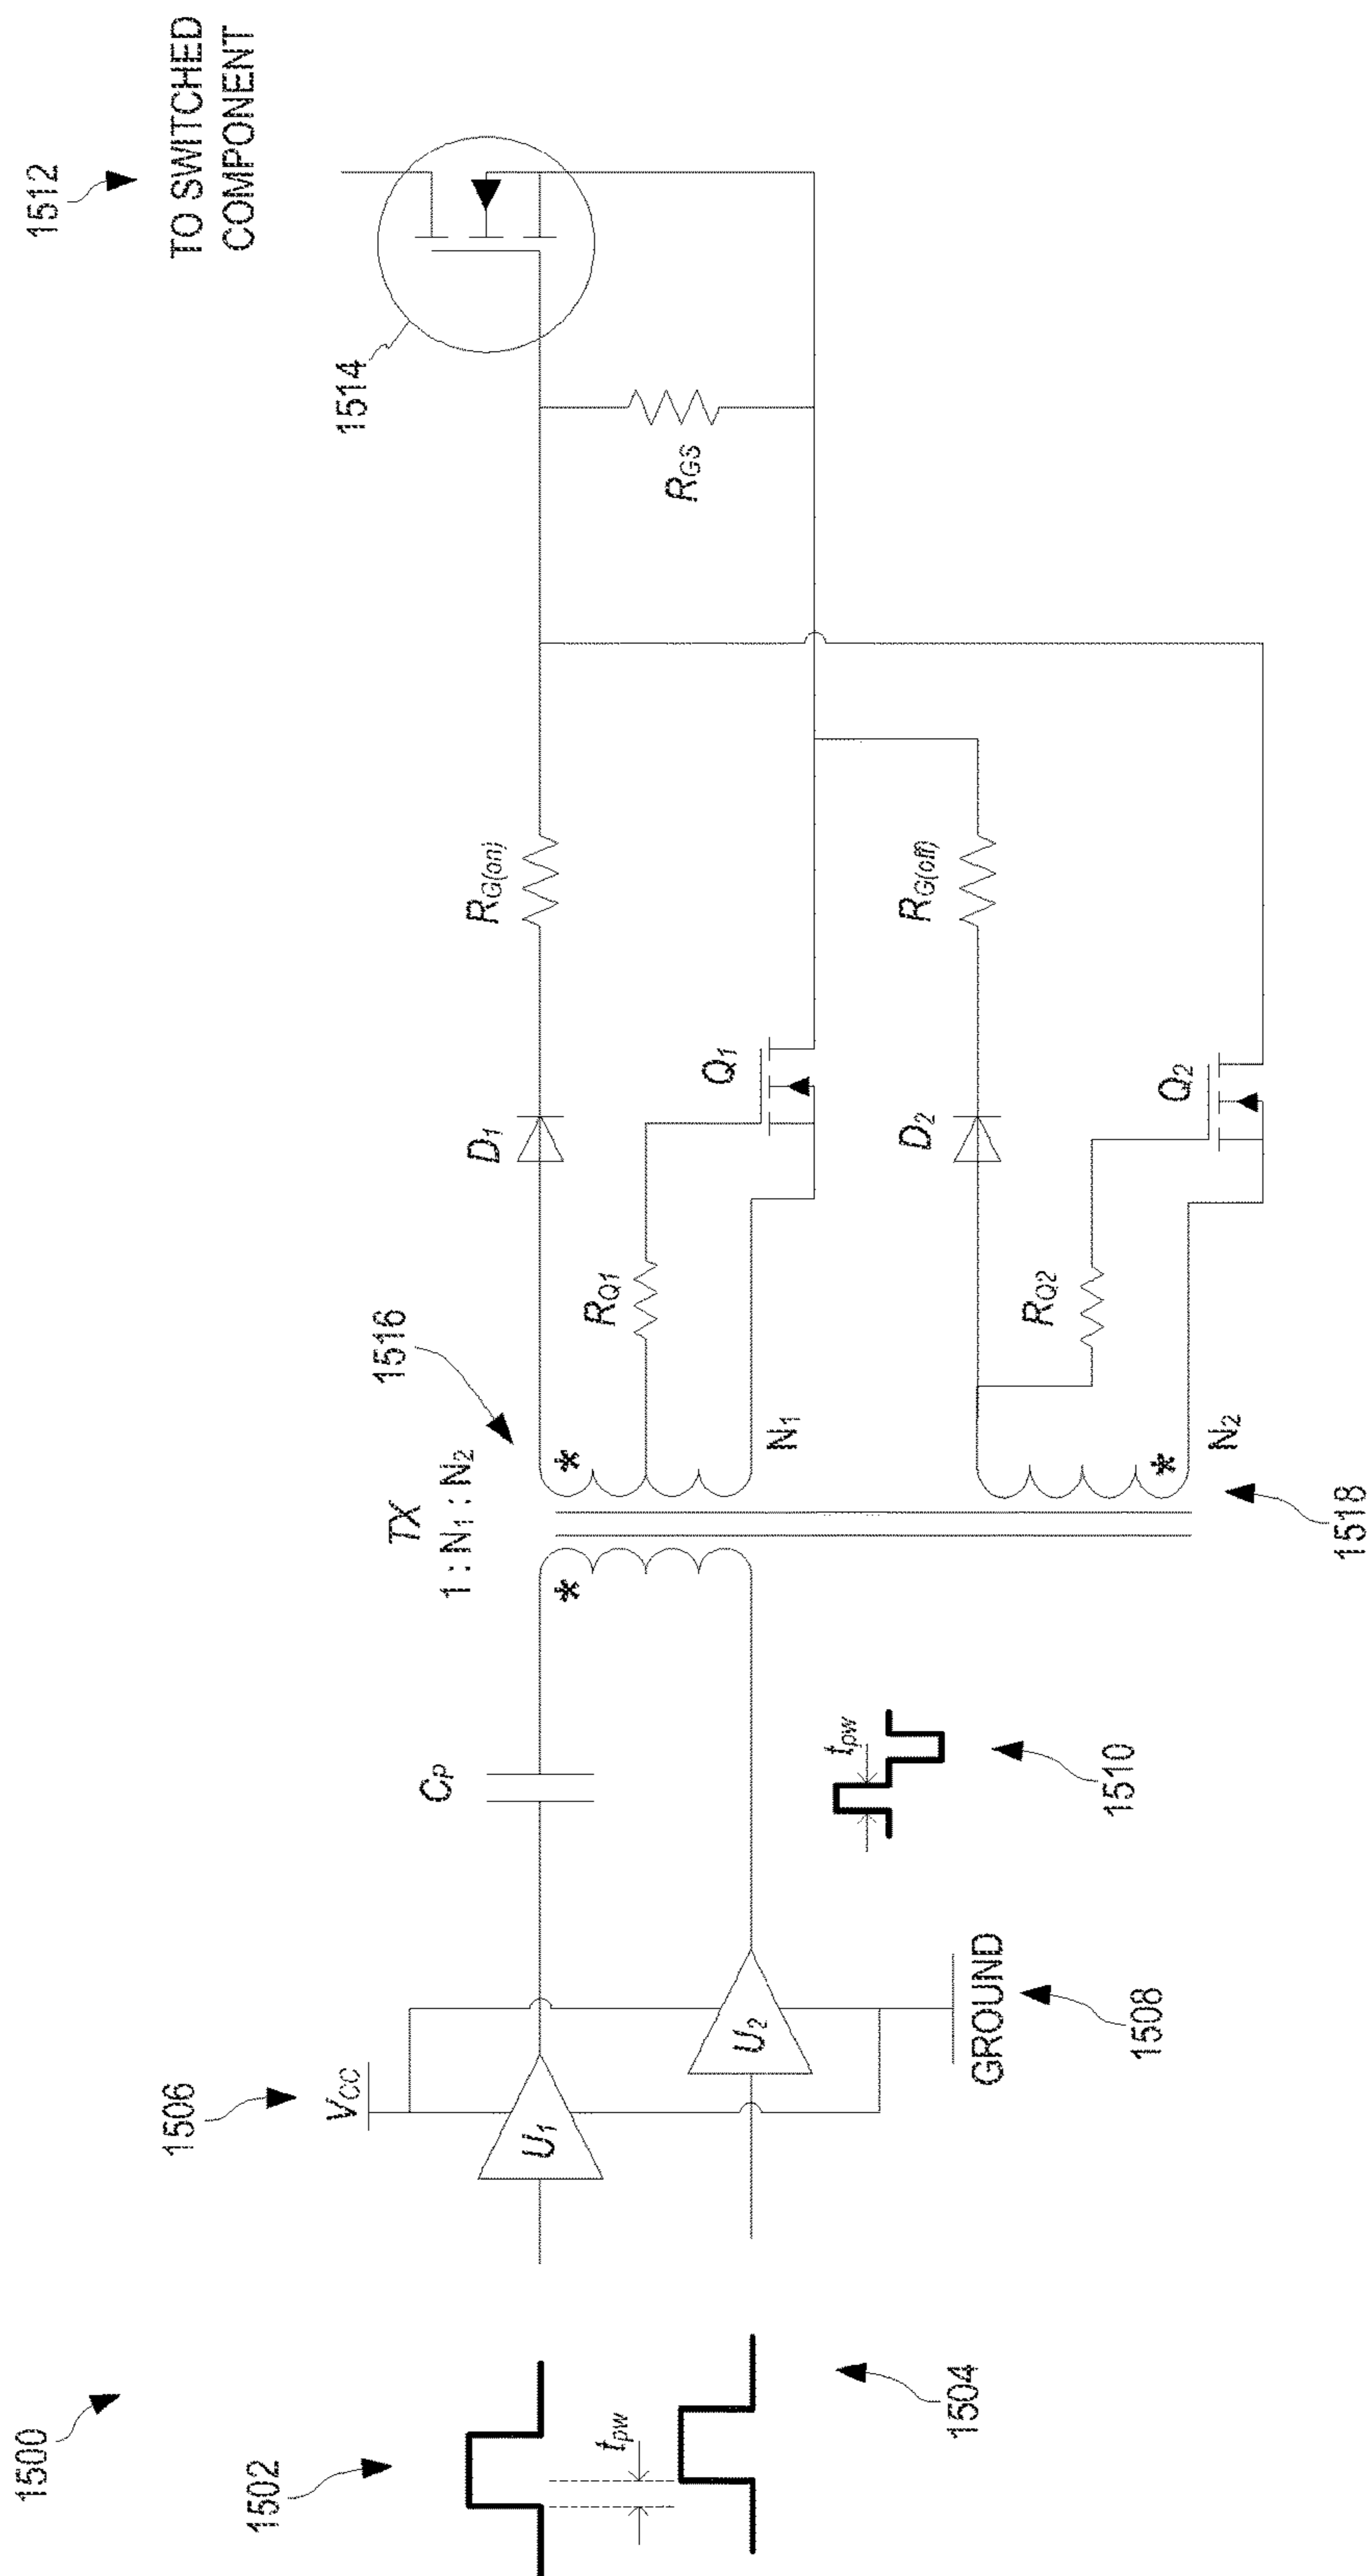 1500
1502
tpw
1504
1506
VCC
U1
U2
GROUND
1508
CP
tpw
1510
TX
1 : N1 : N2
*
*
1516
N1
*
N2
1518
RQ1
D1
Q1
RG(on)
RQ2
D2
Q2
RG(off)
RGS
1514
1512
TO SWITCHED
COMPONENT